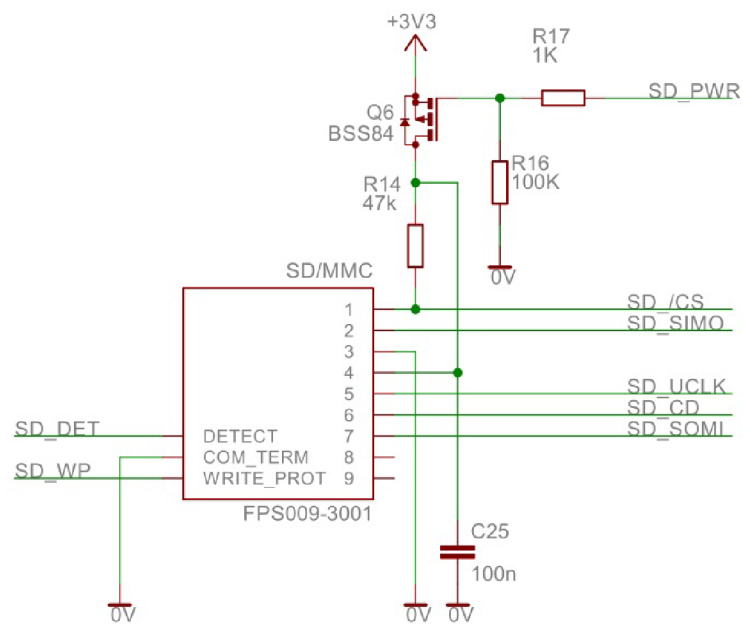 +3V3
R17
1K
SD_PWR
Q6
BSS84
R16
100K
R14
47k
0V
SD/MMC
1 SD_/CS
2 SD_SIMO
3
4
5 SD_UCLK
6 SD_CD
SD_DET DETECT 7 SD_SOMI
COM_TERM 8
SD_WP WRITE_PROT 9
FPS009-3001
C25
100n
0V 0V 0V